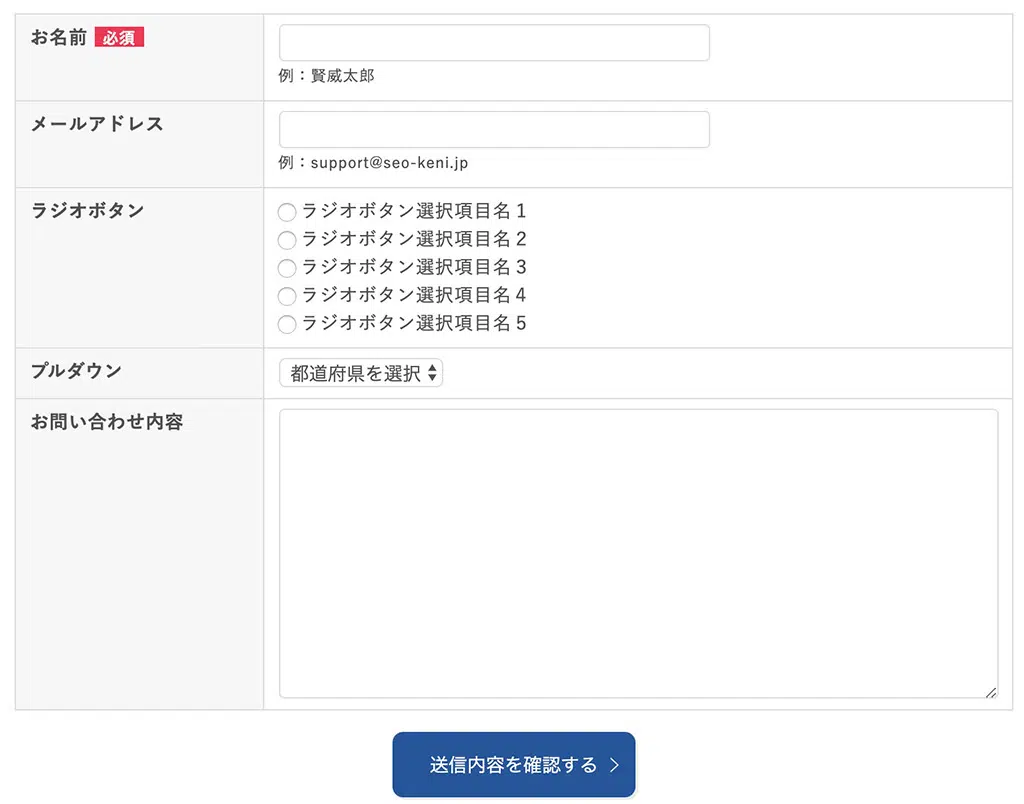 お名前 必須
例：賢威太郎
メールアドレス
例：support@seo-keni.jp
ラジオボタン
ラジオボタン選択項目名1
ラジオボタン選択項目名2
ラジオボタン選択項目名3
ラジオボタン選択項目名4
ラジオボタン選択項目名5
プルダウン
都道府県を選択
お問い合わせ内容
送信内容を確認する